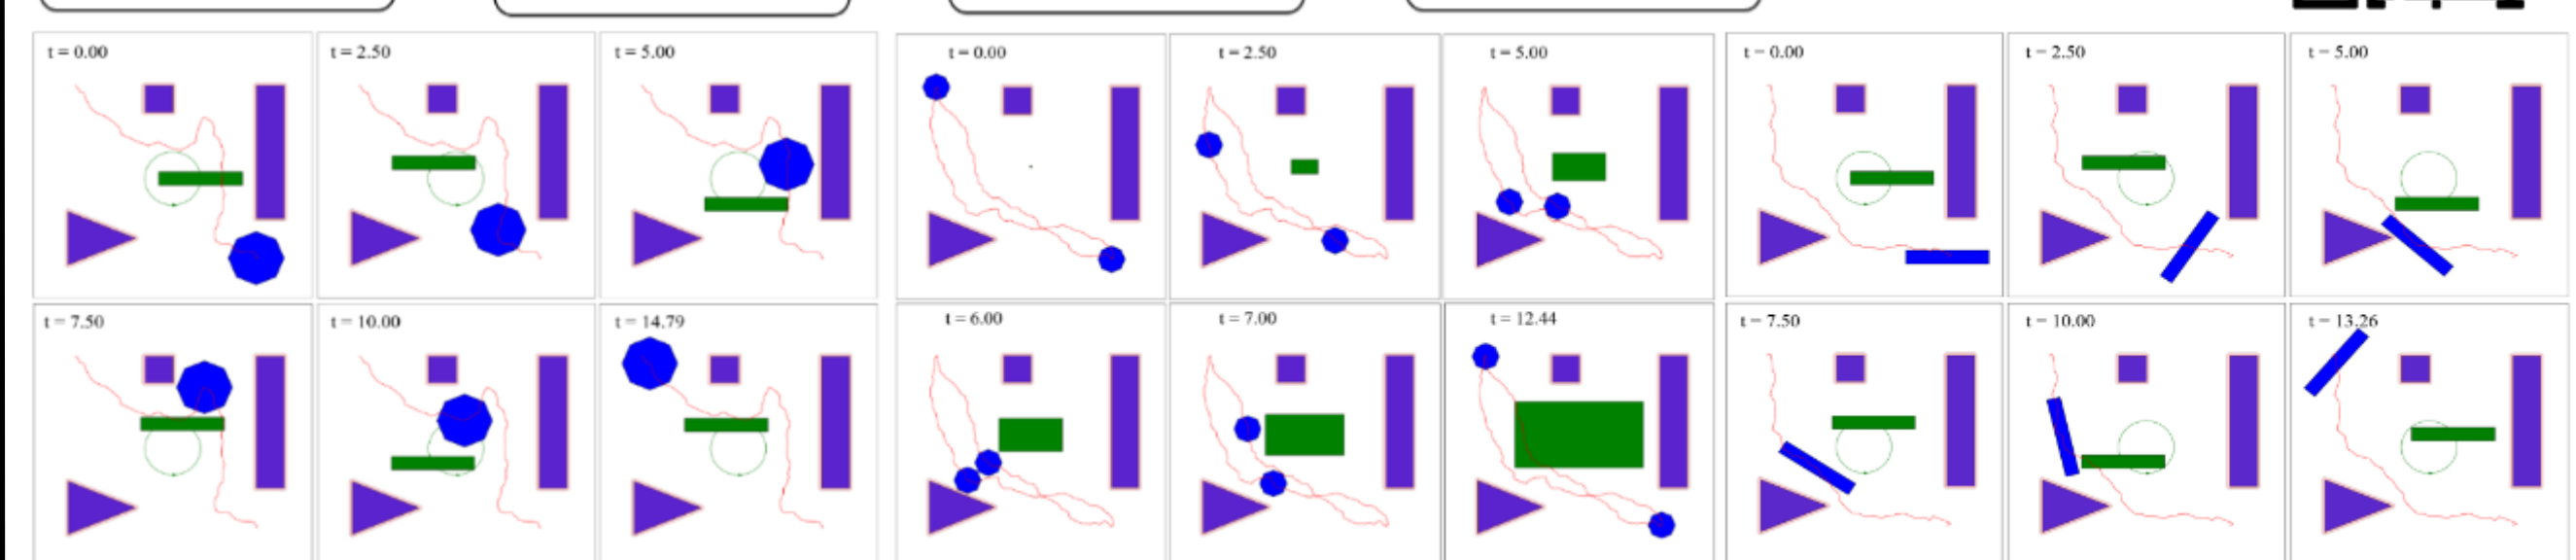 t = 0.00
t = 2.50
t = 5.00
t = 0.00
t = 2.50
t = 5.00
t = 0.00
t = 2.50
t = 5.00
t = 7.50
t = 10.00
t = 14.79
t = 6.00
t = 7.00
t = 12.44
t = 7.50
t = 10.00
t = 13.26